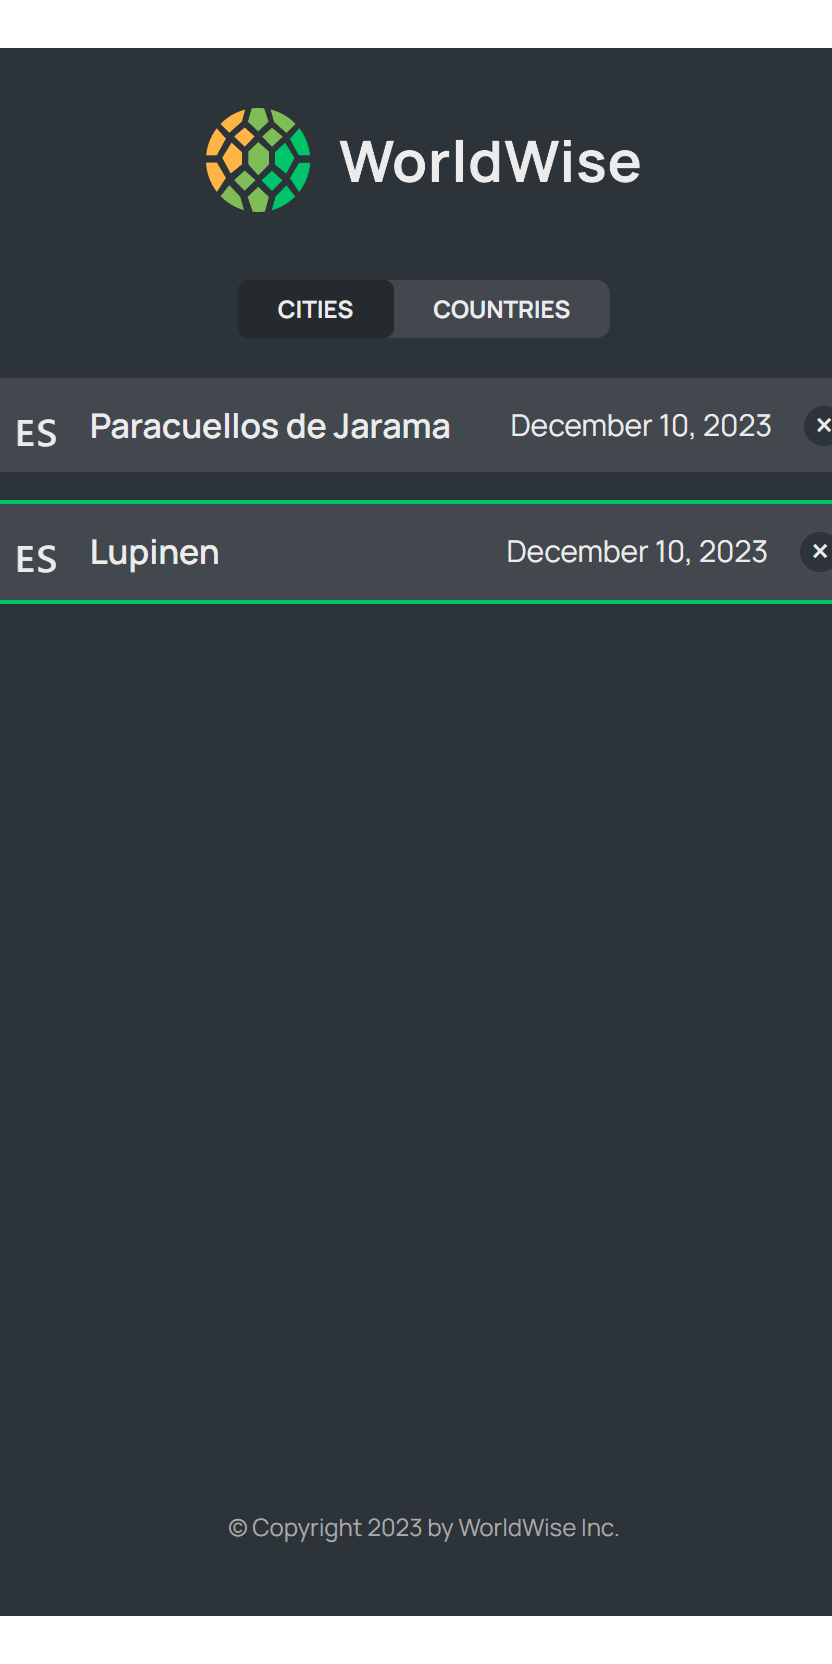 WorldWise
CITIES COUNTRIES
ES Paracuellos de Jarama December 10, 2023 ×
ES Lupinen December 10, 2023 ×
© Copyright 2023 by WorldWise Inc.